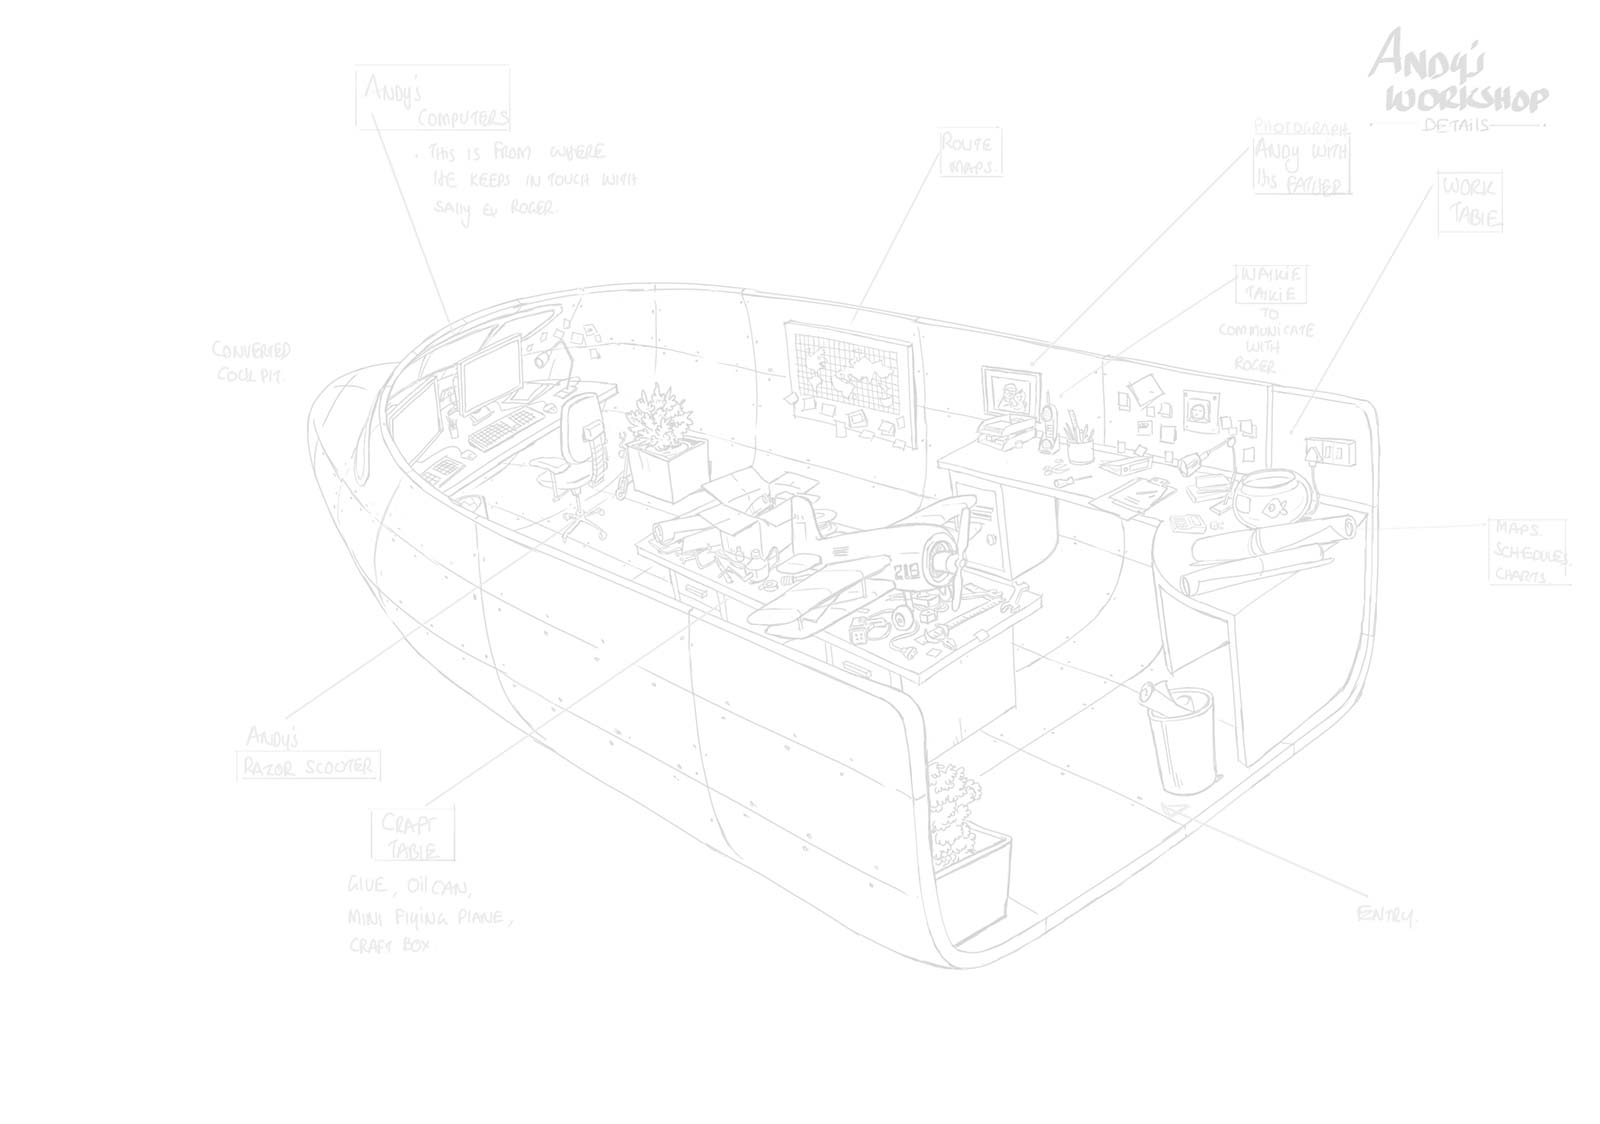 ANDY'S
WORKSHOP
DETAILS
ANDY'S
COMPUTERS
. THIS IS FROM WHERE
HE KEEPS IN TOUCH WITH
SALLY & ROGER.
ROUTE
MAPS.
PHOTOGRAPH
ANDY WITH
HIS FATHER
WORK
TABLE
WALKIE
TALKIE
TO
COMMUNICATE
WITH
ROGER
CONVERTED
COCKPIT.
219
MAPS.
SCHEDULES,
CHARTS.
ANDY'S
RAZOR SCOOTER
CRAFT
TABLE
GLUE, OIL CAN,
MINI FLYING PLANE,
CRAFT BOX.
ENTRY.